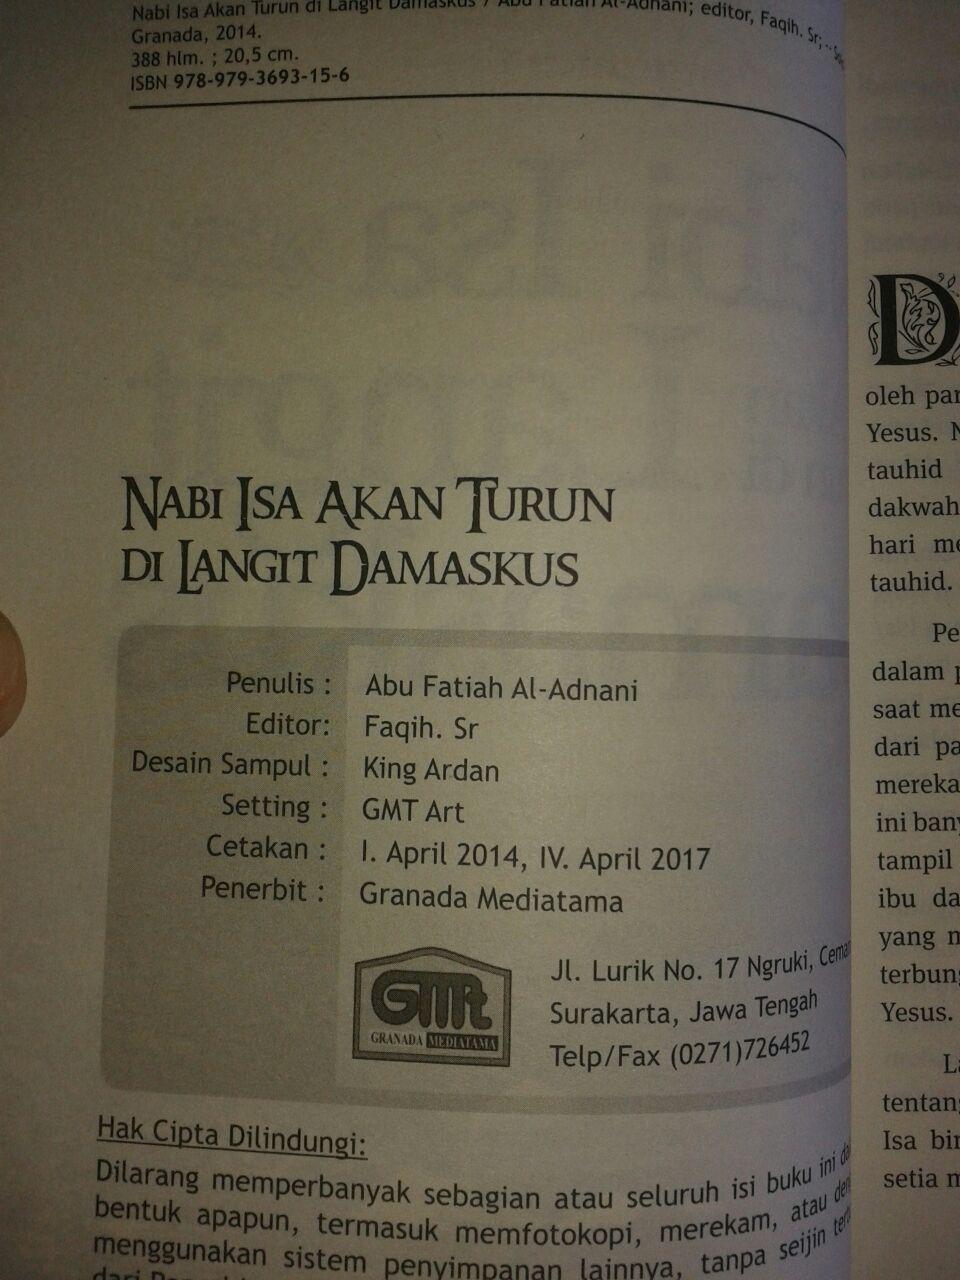 Nabi Isa Akan Turun di Langit Damaskus / Abu Fatiah Al-Adnani; editor, Faqih. Sr;
Granada, 2014.
388 hlm. ; 20,5 cm.
ISBN 978-979-3693-15-6
NABI ISA AKAN TURUN
DI LANGIT DAMASKUS
Penulis : Abu Fatiah Al-Adnani
Editor: Faqih. Sr
Desain Sampul : King Ardan
Setting : GMT Art
Cetakan : I. April 2014, IV. April 2017
Penerbit : Granada Mediatama
GMt
GRANADA MEDIATAMA
Jl. Lurik No. 17 Ngruki,
Surakarta, Jawa Tengah
Telp/Fax (0271)726452
Hak Cipta Dilindungi:
Dilarang memperbanyak sebagian atau seluruh isi buku ini
bentuk apapun, termasuk memfotokopi, merekam, atau
menggunakan sistem penyimpanan lainnya, tanpa seijin
D
oleh
Yesus.
tauhid
dakwah
hari
tauhid.
dalam
saat
dari
mereka
ini
tampil
ibu
yang
Yesus.
Isa
setia